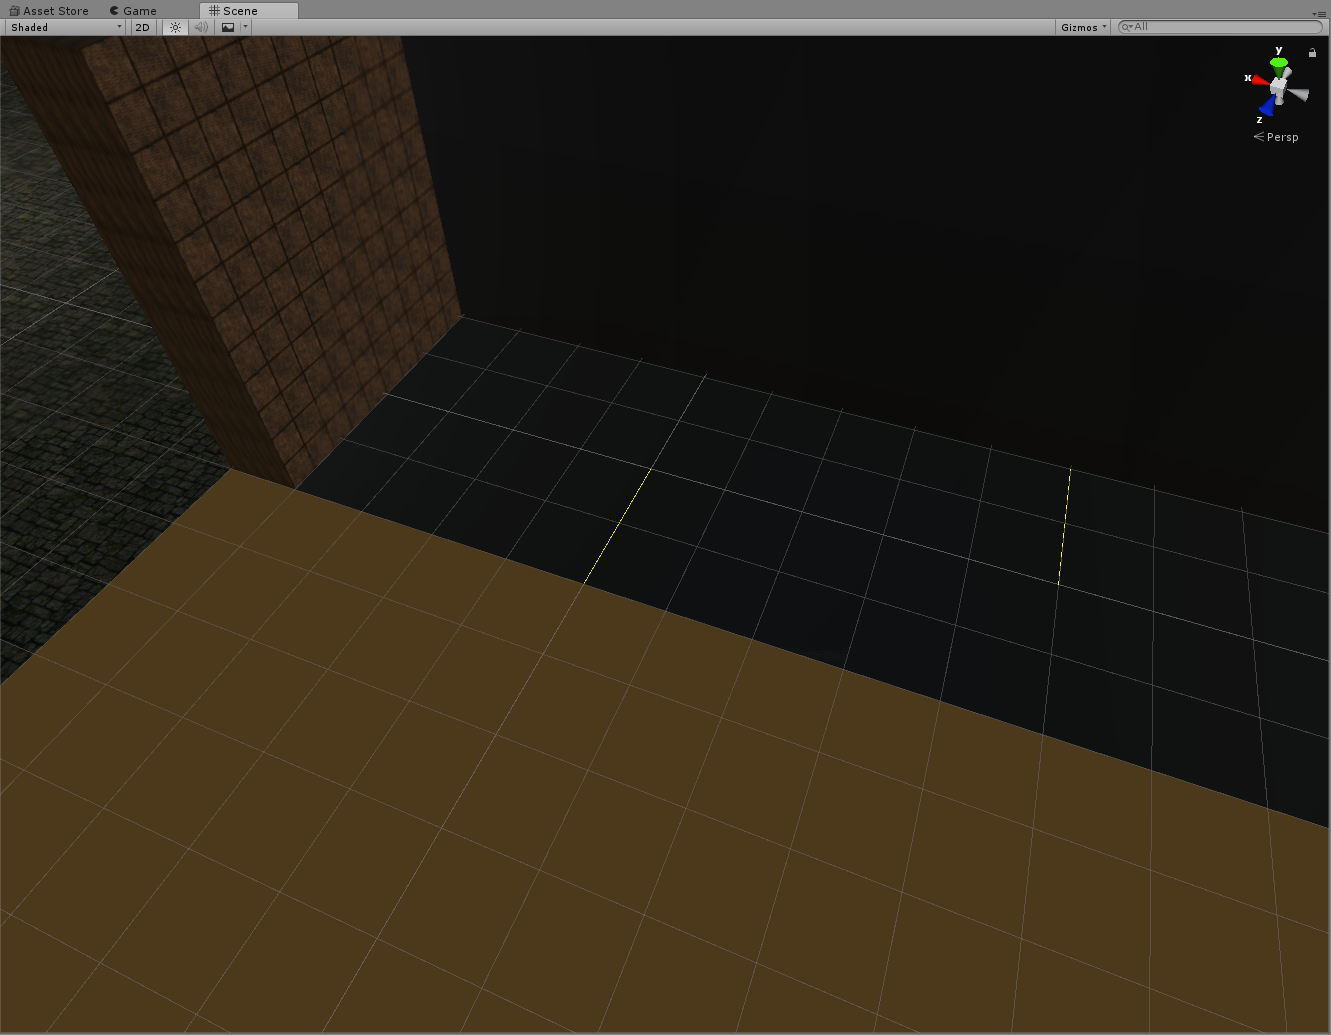 Asset Store Game Scene
Shaded 2D Gizmos All
y
x
z
Persp